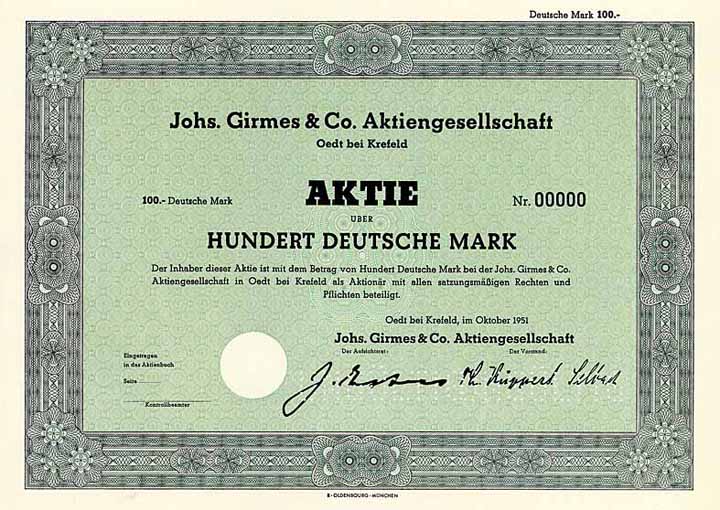 Deutsche Mark 100.-
Johs. Girmes & Co. Aktiengesellschaft
Oedt bei Krefeld
100.- Deutsche Mark
AKTIE
Nr. 00000
ÜBER
HUNDERT DEUTSCHE MARK
Der Inhaber dieser Aktie ist mit dem Betrag von Hundert Deutsche Mark bei der Johs. Girmes & Co.
Aktiengesellschaft in Oedt bei Krefeld als Aktionär mit allen satzungsmäßigen Rechten und
Pflichten beteiligt.
Oedt bei Krefeld, im Oktober 1951
Johs. Girmes & Co. Aktiengesellschaft
Der Aufsichtsrat: Der Vorstand:
Eingetragen
in das Aktienbuch
Seite
Kontrollbeamter
Th. Küppert. Selbach
R · OLDENBOURG · MÜNCHEN